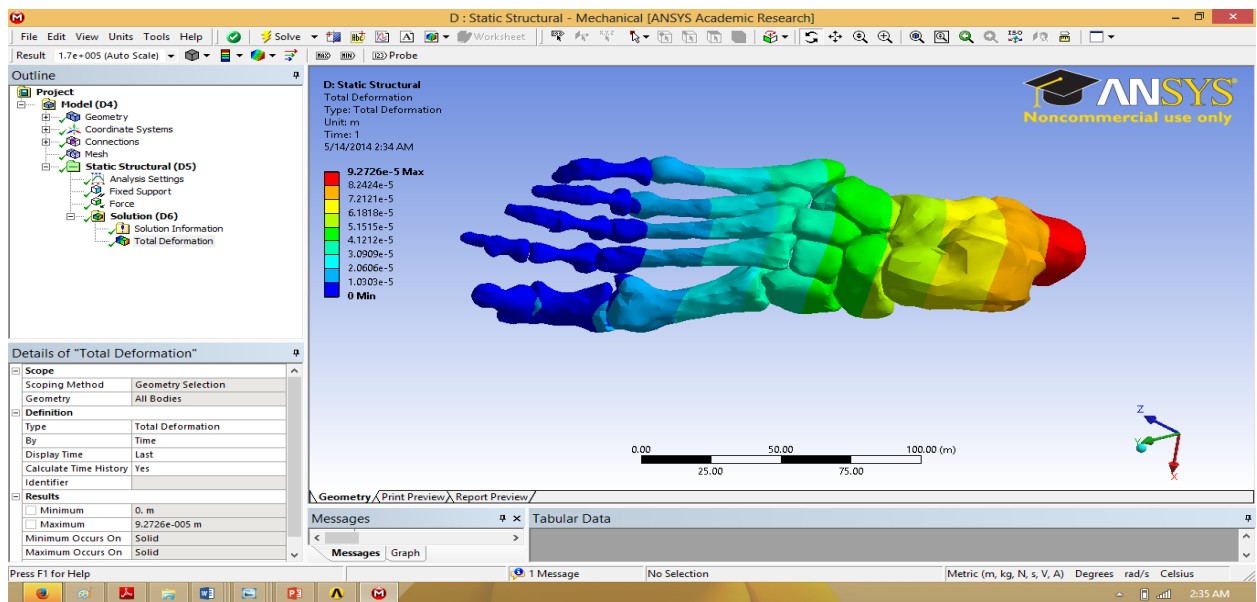 D : Static Structural - Mechanical [ANSYS Academic Research]
File Edit View Units Tools Help Solve Worksheet
Result 1.7e+005 (Auto Scale) MAX MIN Probe
Outline
Project
Model (D4)
Geometry
Coordinate Systems
Connections
Mesh
Static Structural (D5)
Analysis Settings
Fixed Support
Force
Solution (D6)
Solution Information
Total Deformation
Details of "Total Deformation"
Scope
Scoping Method Geometry Selection
Geometry All Bodies
Definition
Type Total Deformation
By Time
Display Time Last
Calculate Time History Yes
Identifier
Results
Minimum 0. m
Maximum 9.2726e-005 m
Minimum Occurs On Solid
Maximum Occurs On Solid
D: Static Structural
Total Deformation
Type: Total Deformation
Unit: m
Time: 1
5/14/2014 2:34 AM
9.2726e-5 Max
8.2424e-5
7.2121e-5
6.1818e-5
5.1515e-5
4.1212e-5
3.0909e-5
2.0606e-5
1.0303e-5
0 Min
ANSYS
Noncommercial use only
0.00 50.00 100.00 (m)
25.00 75.00
Z
Y
X
Geometry Print Preview Report Preview
Messages
Messages Graph
Tabular Data
Press F1 for Help 1 Message No Selection Metric (m, kg, N, s, V, A) Degrees rad/s Celsius
2:35 AM